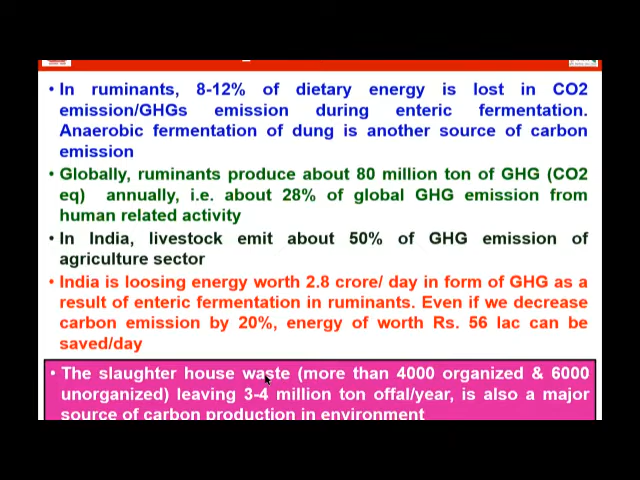 • In ruminants, 8-12% of dietary energy is lost in CO2
emission/GHGs emission during enteric fermentation.
Anaerobic fermentation of dung is another source of carbon
emission
• Globally, ruminants produce about 80 million ton of GHG (CO2
eq) annually, i.e. about 28% of global GHG emission from
human related activity
• In India, livestock emit about 50% of GHG emission of
agriculture sector
• India is loosing energy worth 2.8 crore/ day in form of GHG as a
result of enteric fermentation in ruminants. Even if we decrease
carbon emission by 20%, energy of worth Rs. 56 lac can be
saved/day
• The slaughter house waste (more than 4000 organized & 6000
unorganized) leaving 3-4 million ton offal/year, is also a major
source of carbon production in environment